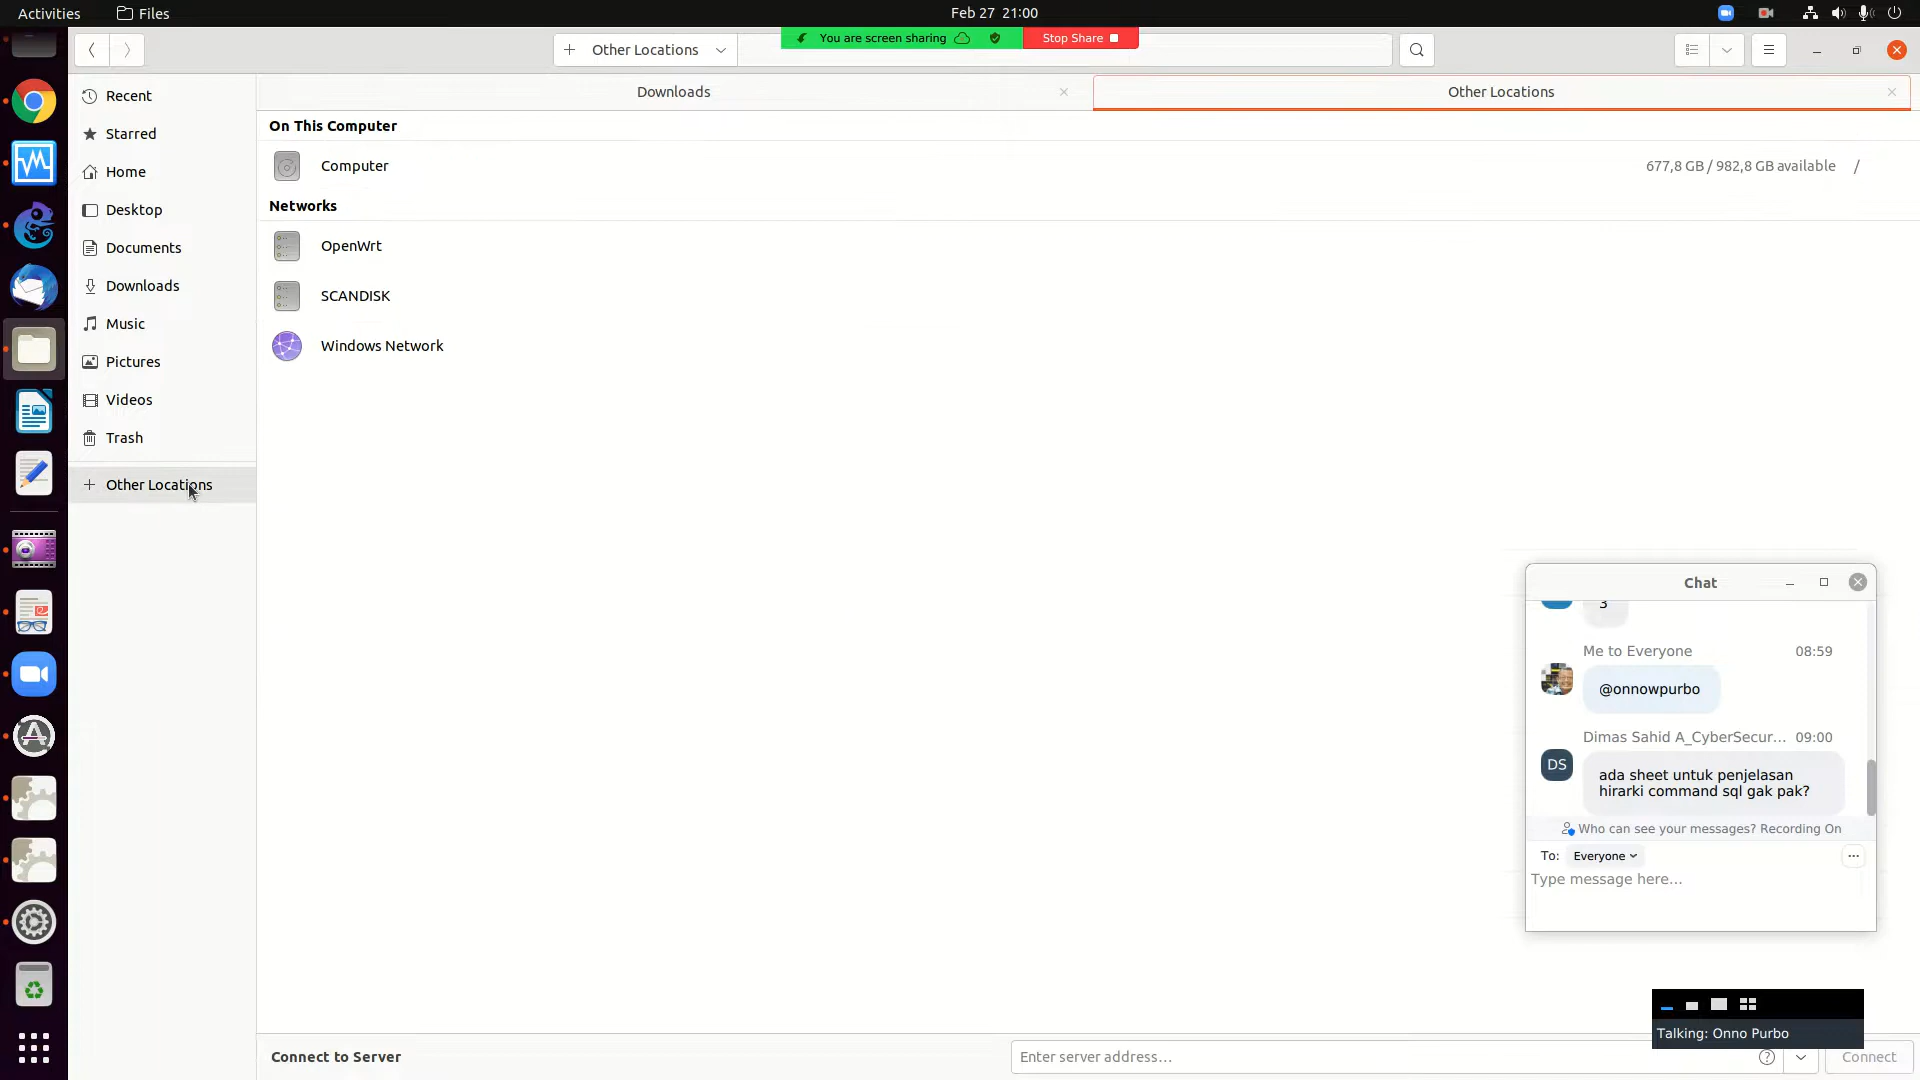 Activities
Files
Feb 27 21:00
Other Locations
You are screen sharing
Stop Share
Recent
Starred
Home
Desktop
Documents
Downloads
Music
Pictures
Videos
Trash
Other Locations
Downloads
Other Locations
On This Computer
Computer
677,8 GB / 982,8 GB available /
Networks
OpenWrt
SCANDISK
Windows Network
Chat
3
Me to Everyone 08:59
@onnowpurbo
Dimas Sahid A_CyberSecur... 09:00
DS
ada sheet untuk penjelasan
hirarki command sql gak pak?
Who can see your messages? Recording On
To: Everyone
Type message here...
Talking: Onno Purbo
Connect to Server
Enter server address...
Connect